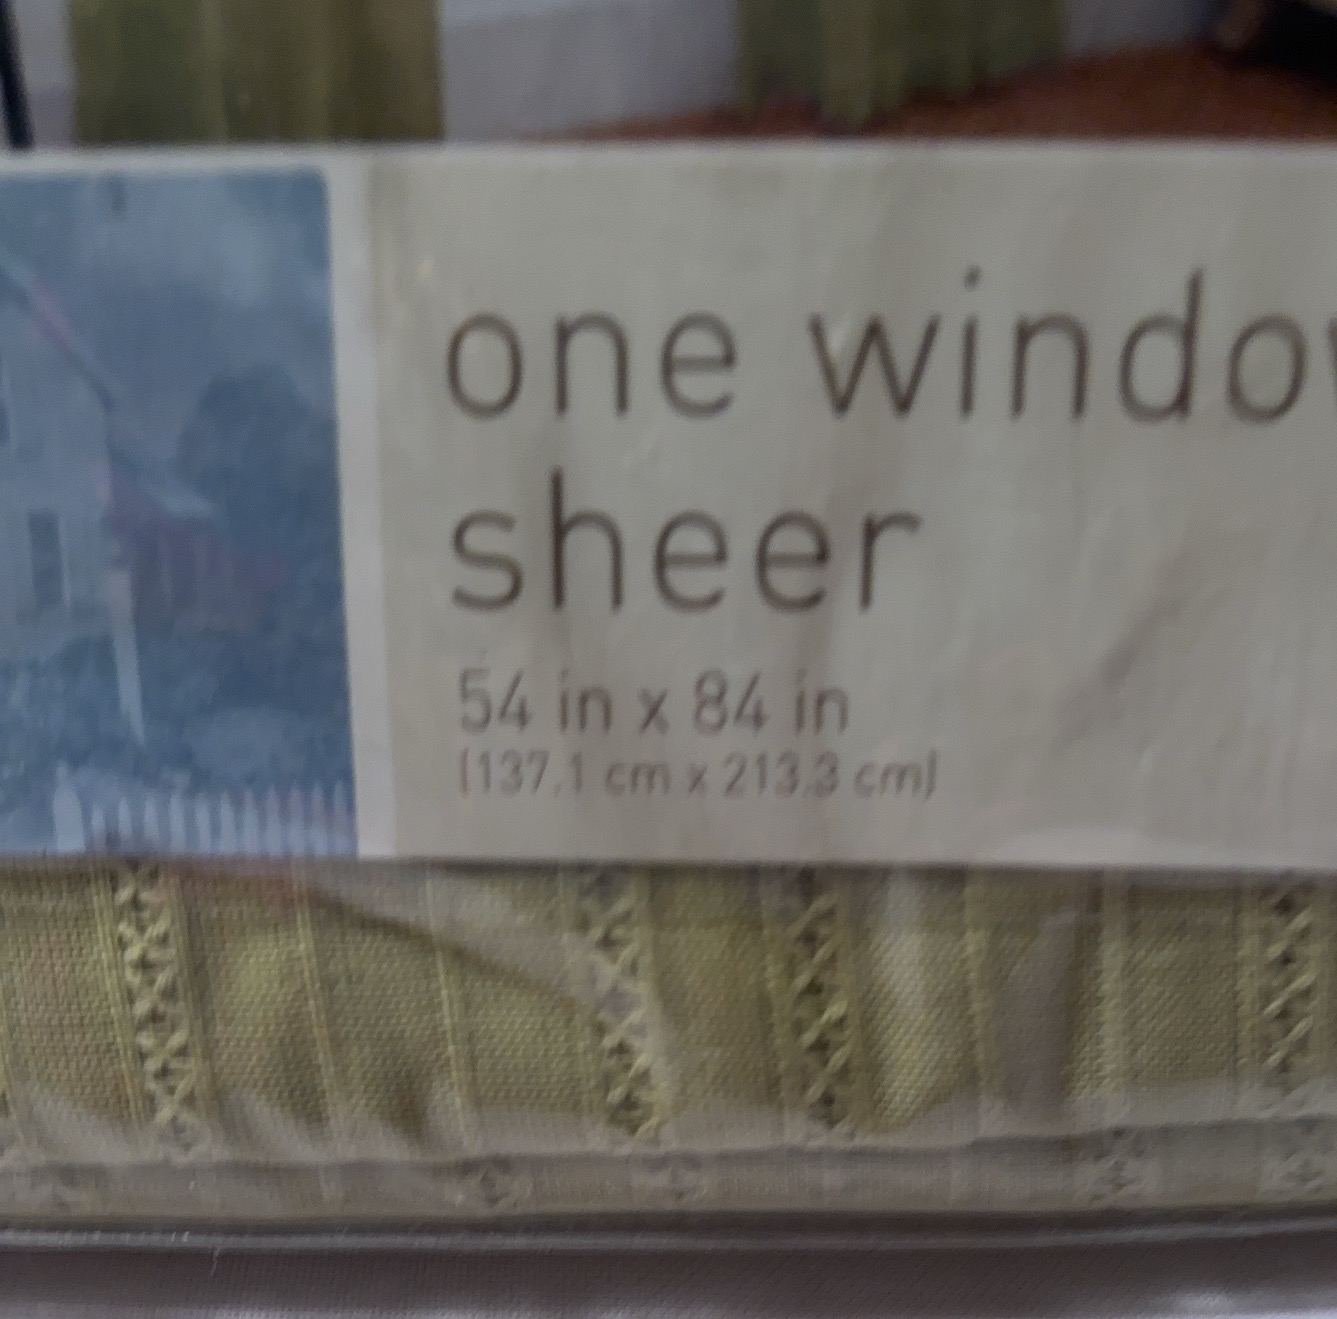 one windo
sheer
54 in x 84 in
(137.1 cm x 213.3 cm)